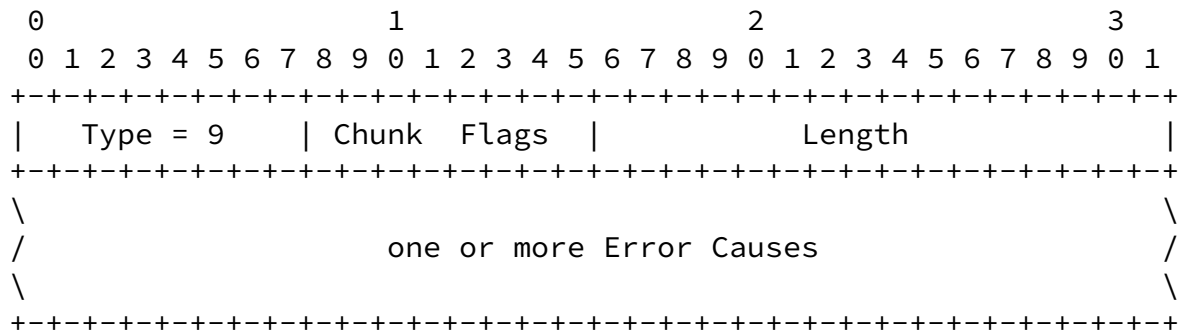 0                   1                   2                   3
 0 1 2 3 4 5 6 7 8 9 0 1 2 3 4 5 6 7 8 9 0 1 2 3 4 5 6 7 8 9 0 1
+-+-+-+-+-+-+-+-+-+-+-+-+-+-+-+-+-+-+-+-+-+-+-+-+-+-+-+-+-+-+-+-+
|   Type = 9    | Chunk  Flags  |           Length              |
+-+-+-+-+-+-+-+-+-+-+-+-+-+-+-+-+-+-+-+-+-+-+-+-+-+-+-+-+-+-+-+-+
\                                                               \
/                    one or more Error Causes                   /
\                                                               \
+-+-+-+-+-+-+-+-+-+-+-+-+-+-+-+-+-+-+-+-+-+-+-+-+-+-+-+-+-+-+-+-+